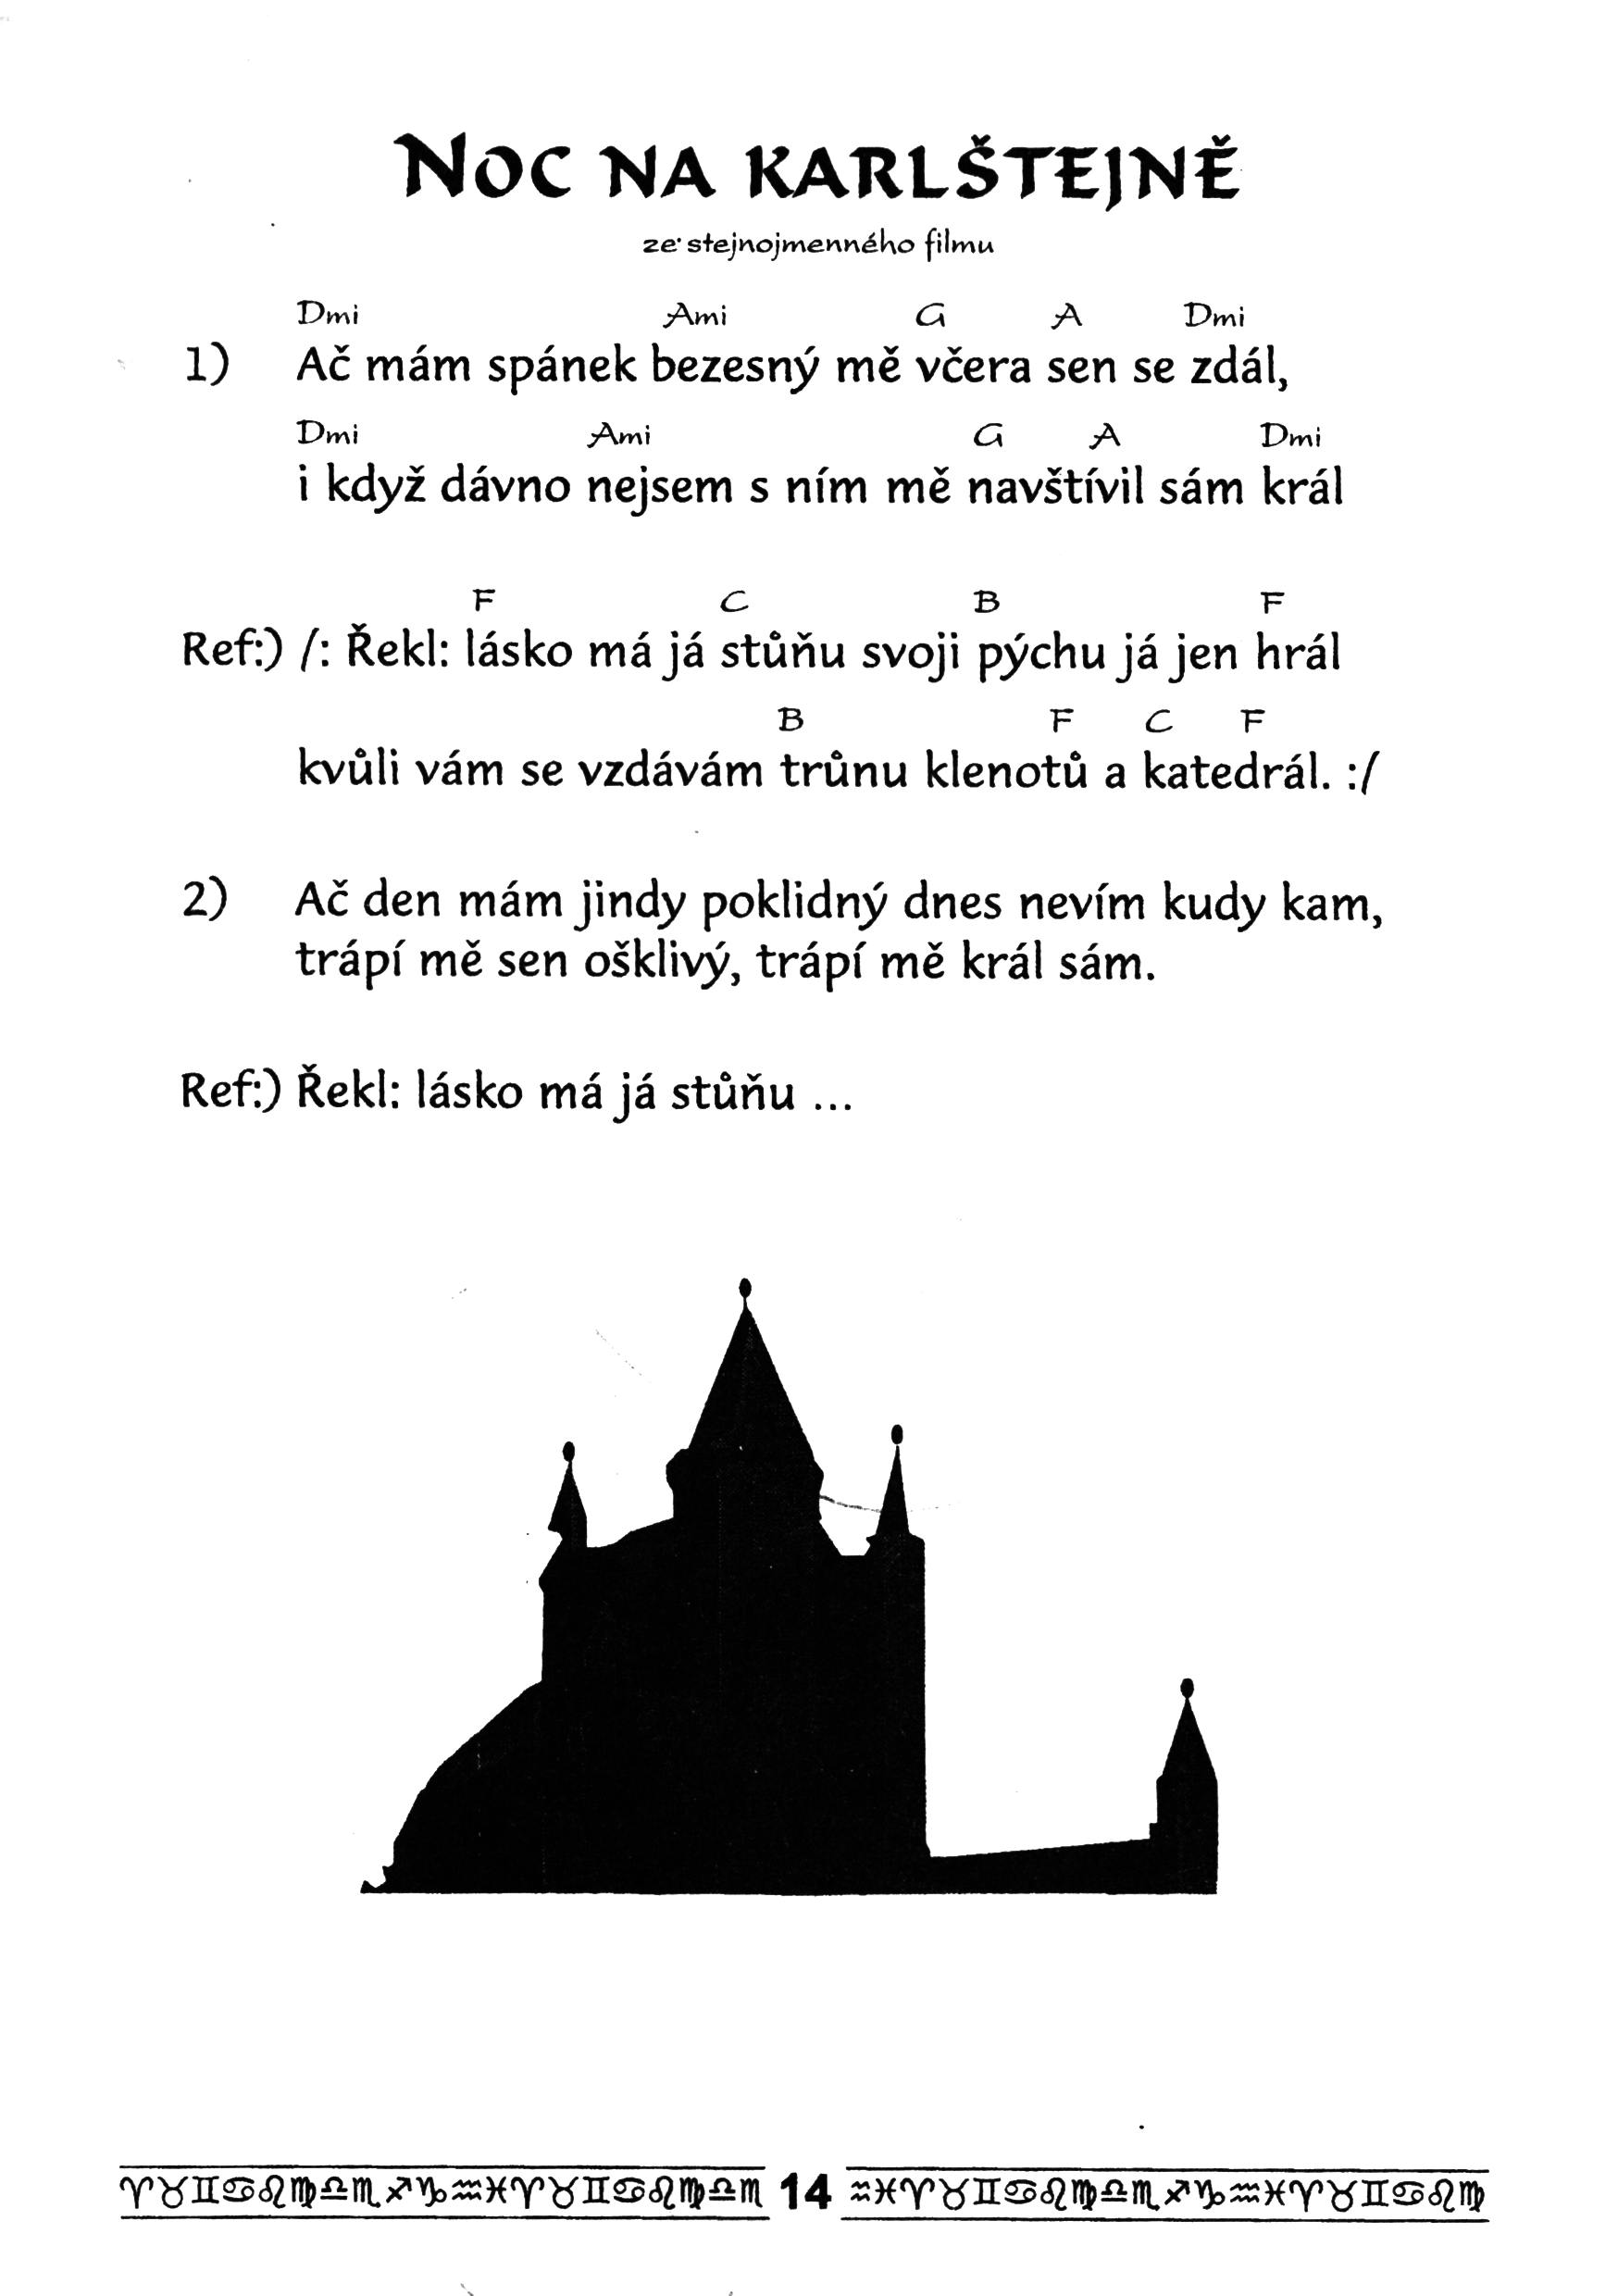 NOC NA KARLŠTEJNĚ
ze stejnojmenného filmu
Dmi Ami G A Dmi
1) Ač mám spánek bezesný mě včera sen se zdál,
Dmi Ami G A Dmi
i když dávno nejsem s ním mě navštívil sám král
F C B F
Ref:) /: Řekl: lásko má já stůňu svoji pýchu já jen hrál
B F C F
kvůli vám se vzdávám trůnu klenotů a katedrál. :/
2) Ač den mám jindy poklidný dnes nevím kudy kam,
trápí mě sen ošklivý, trápí mě král sám.
Ref:) Řekl: lásko má já stůňu ...
♈♉♊♋♌♍♎♏♐♑♒♓♈♉♊♋♌♍♎♏ 14 ♒♓♈♉♊♋♌♍♎♏♐♑♒♓♈♉♊♋♌♍